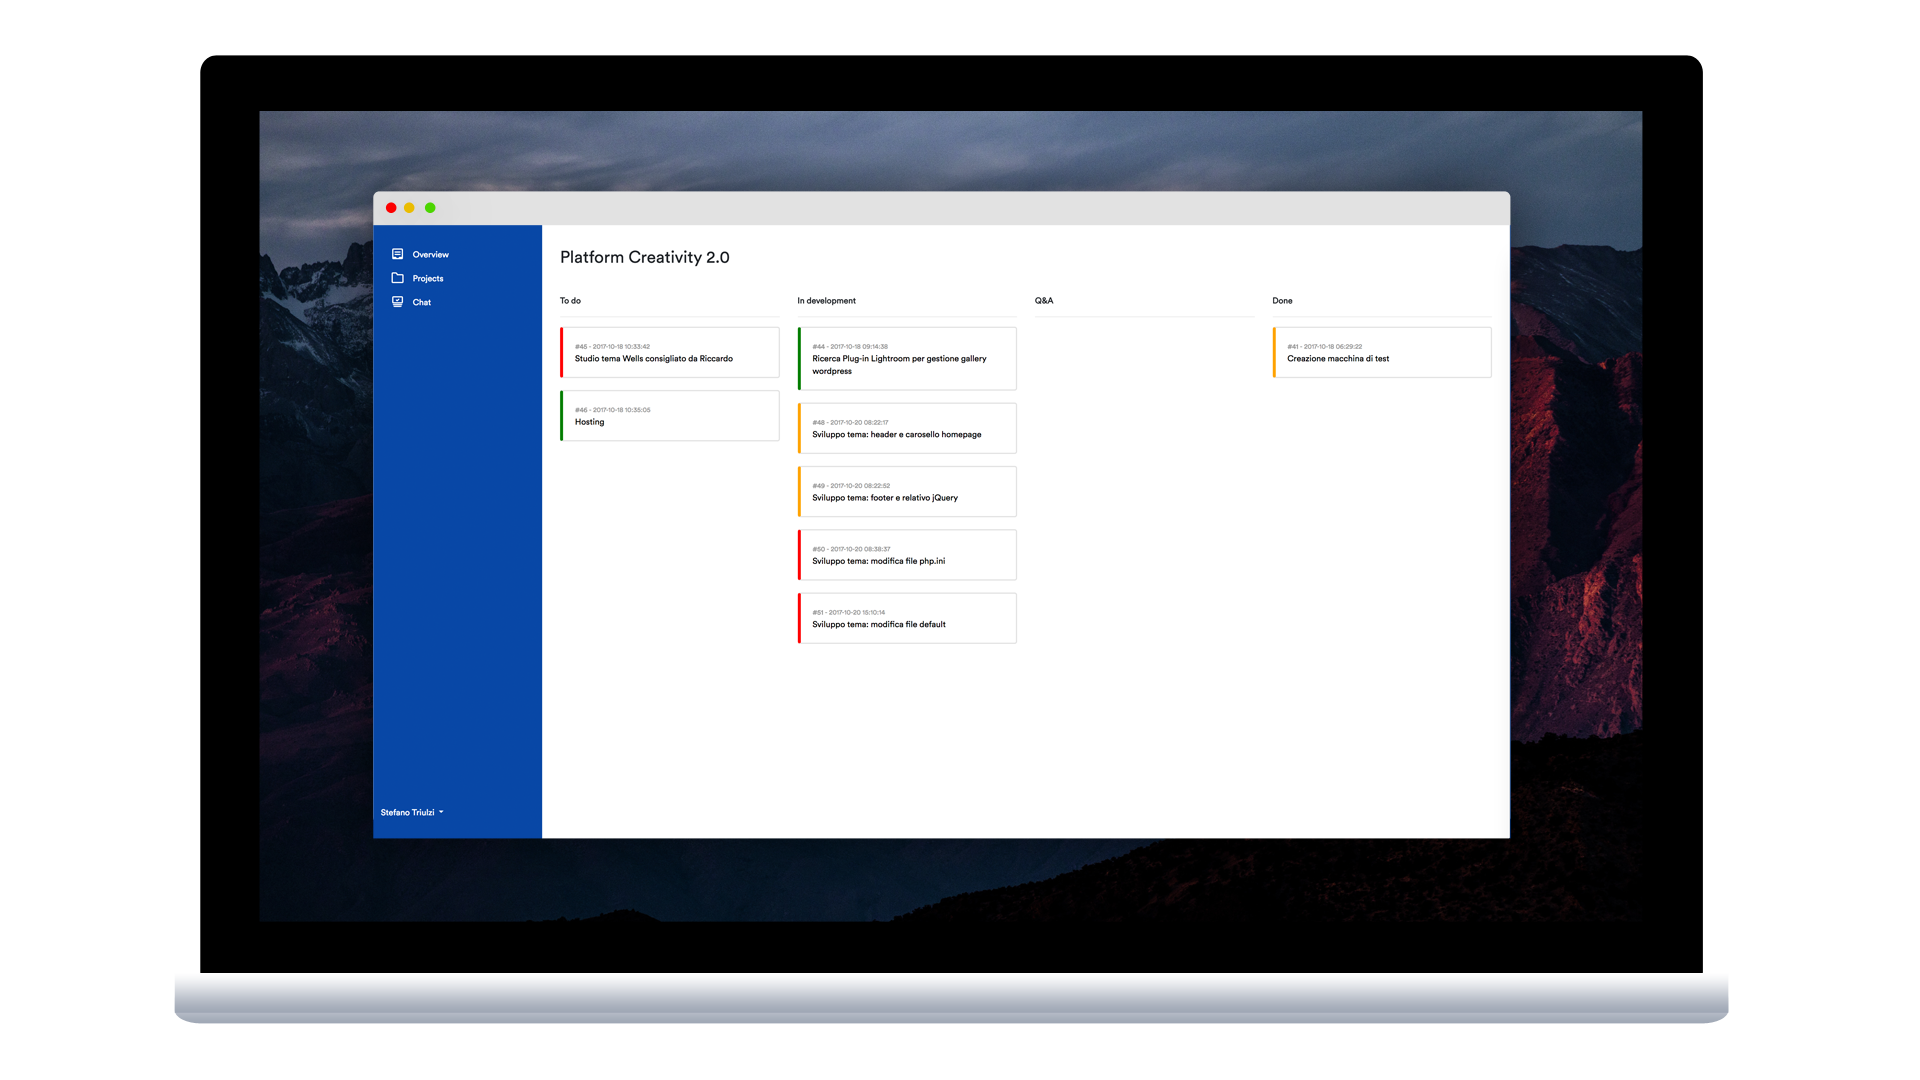 Overview
Projects
Chat
Stefano Triulzi
Platform Creativity 2.0
To do
#45 - 2017-10-18 10:33:42
Studio tema Wells consigliato da Riccardo
#46 - 2017-10-18 10:35:05
Hosting
In development
#44 - 2017-10-18 09:14:38
Ricerca Plug-in Lightroom per gestione gallery
wordpress
#48 - 2017-10-20 08:22:17
Sviluppo tema: header e carosello homepage
#49 - 2017-10-20 08:22:52
Sviluppo tema: footer e relativo jQuery
#50 - 2017-10-20 08:38:37
Sviluppo tema: modifica file php.ini
#51 - 2017-10-20 15:10:14
Sviluppo tema: modifica file default
Q&A
Done
#41 - 2017-10-18 06:29:22
Creazione macchina di test